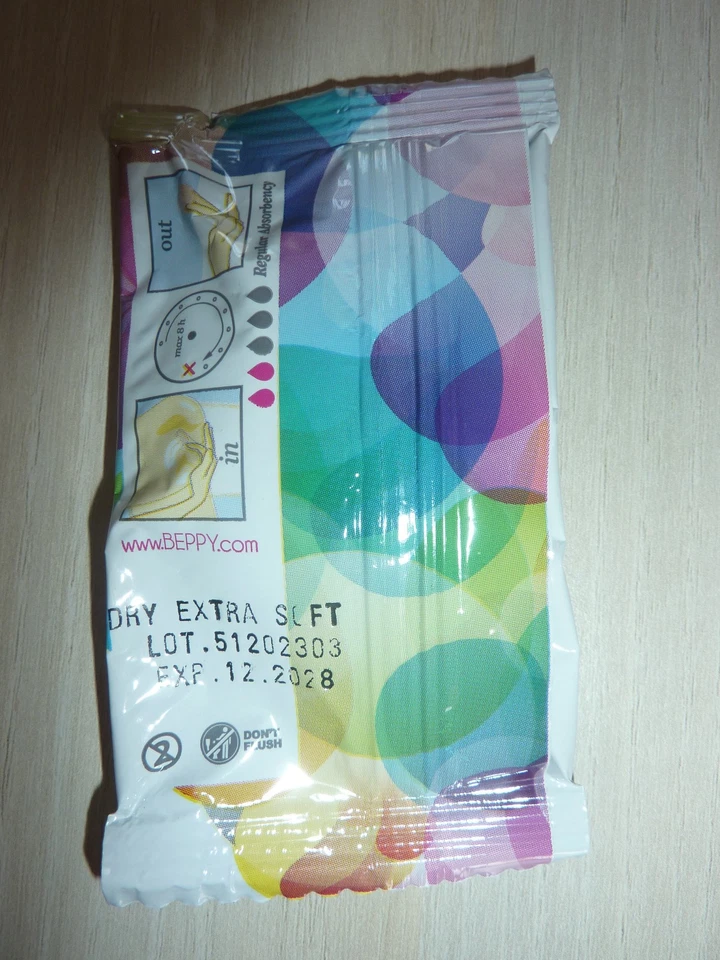 out
Regular Absorbency
max 8 h
in
www.BEPPY.com
DRY EXTRA SOFT
LOT.51202303
EXP.12.2028
DON'T
FLUSH